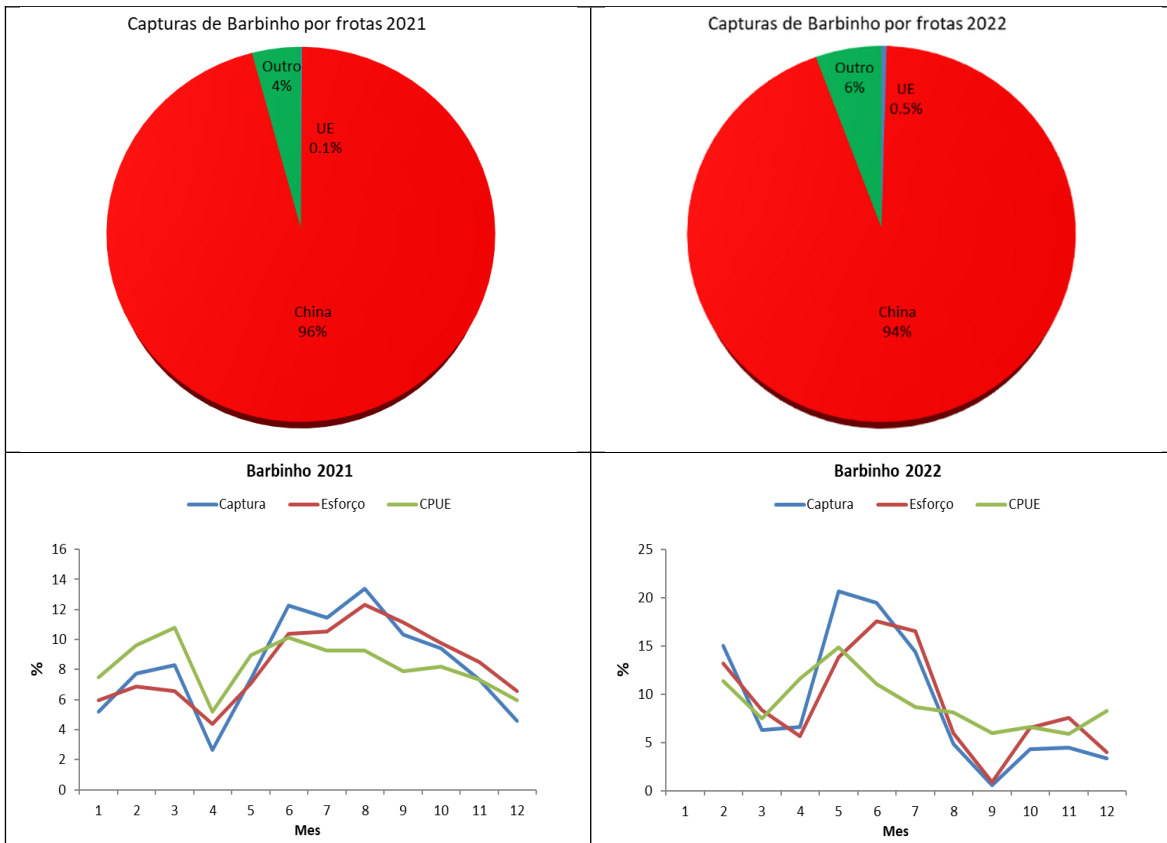 Capturas de Barbinho por frotas 2021
Outro
4%
UE
0.1%
China
96%
Capturas de Barbinho por frotas 2022
Outro
6%
UE
0.5%
China
94%
Barbinho 2021
Captura Esforço CPUE
16
14
12
10
8
6
4
2
0
%
1 2 3 4 5 6 7 8 9 10 11 12
Mes
Barbinho 2022
Captura Esforço CPUE
25
20
15
10
5
0
%
1 2 3 4 5 6 7 8 9 10 11 12
Mes